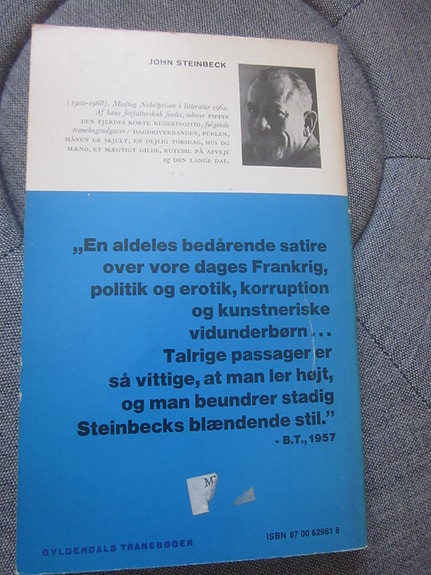 JOHN STEINBECK
(1902-1968). Modtog Nobelprisen i litteratur 1962.
Af hans forfatterskab findes, udover PIPPIN
DEN FJERDES KORTE REGERINGSTID, følgende
tranebogsudgaver: DAGDRIVERBANDEN, PERLEN,
MÅNEN ER SKJULT, EN DEJLIG TORSDAG, MUS OG
MÆND, ET MÆGTIGT GILDE, RUTEBIL PÅ AFVEJE
og DEN LANGE DAL.
„En aldeles bedårende satire
over vore dages Frankrig,
politik og erotik, korruption
og kunstneriske
vidunderbørn...
Talrige passager er
så vittige, at man ler højt,
og man beundrer stadig
Steinbecks blændende stil.”
- B.T., 1957
M
ISBN 87 00 62961 8
GYLDENDALS TRANEBØGER